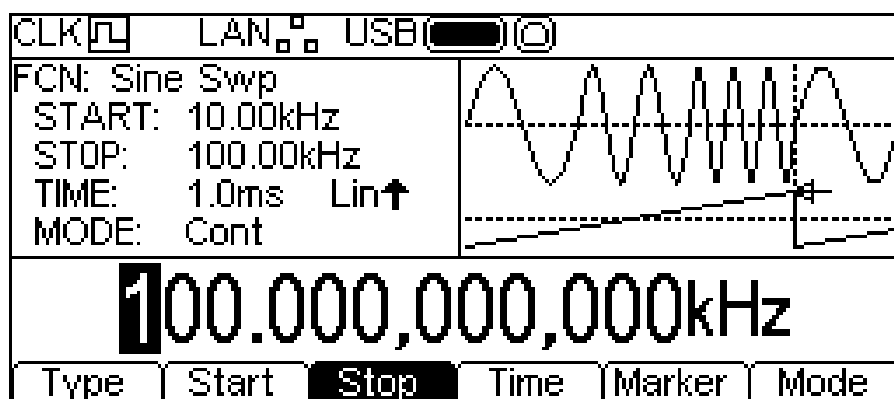 CLK LAN USB
FCN: Sine Swp
START: 10.00kHz
STOP: 100.00kHz
TIME: 1.0ms Lin↑
MODE: Cont
100.000,000,000kHz
Type Start Stop Time Marker Mode